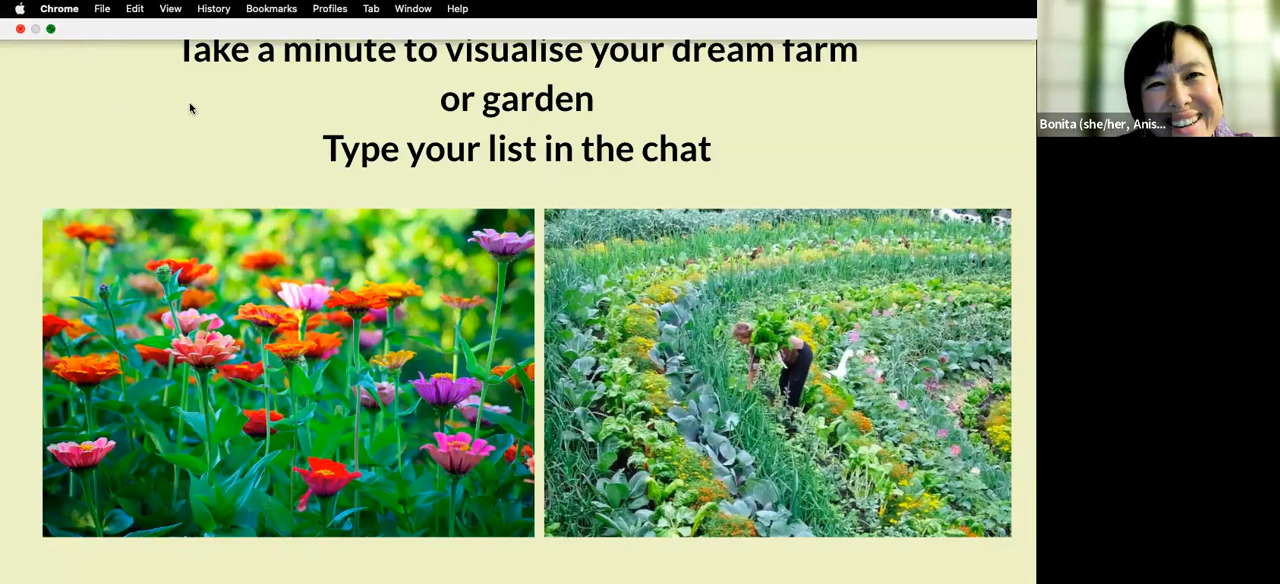 Chrome File Edit View History Bookmarks Profiles Tab Window Help
Take a minute to visualise your dream farm
or garden
Type your list in the chat
Bonita (she/her, Anis...